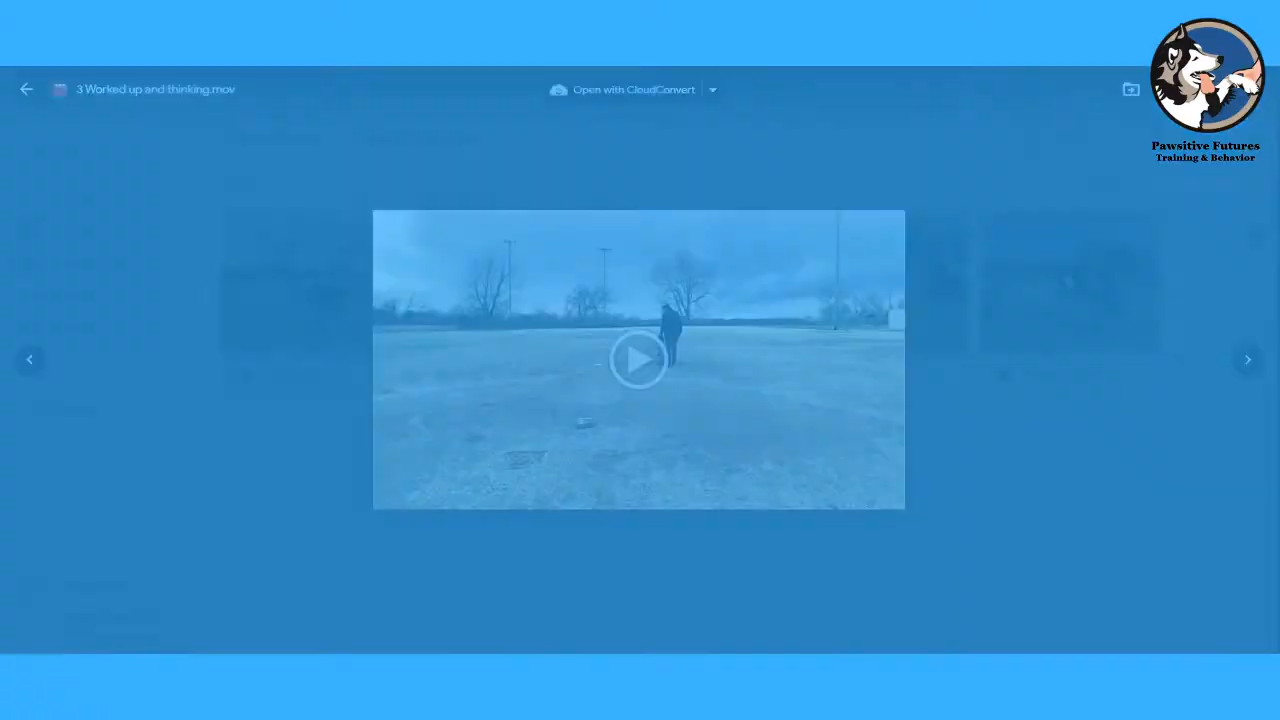 3 Worked up and thinking.mov
Open with CloudConvert
Pawsitive Futures
Training & Behavior